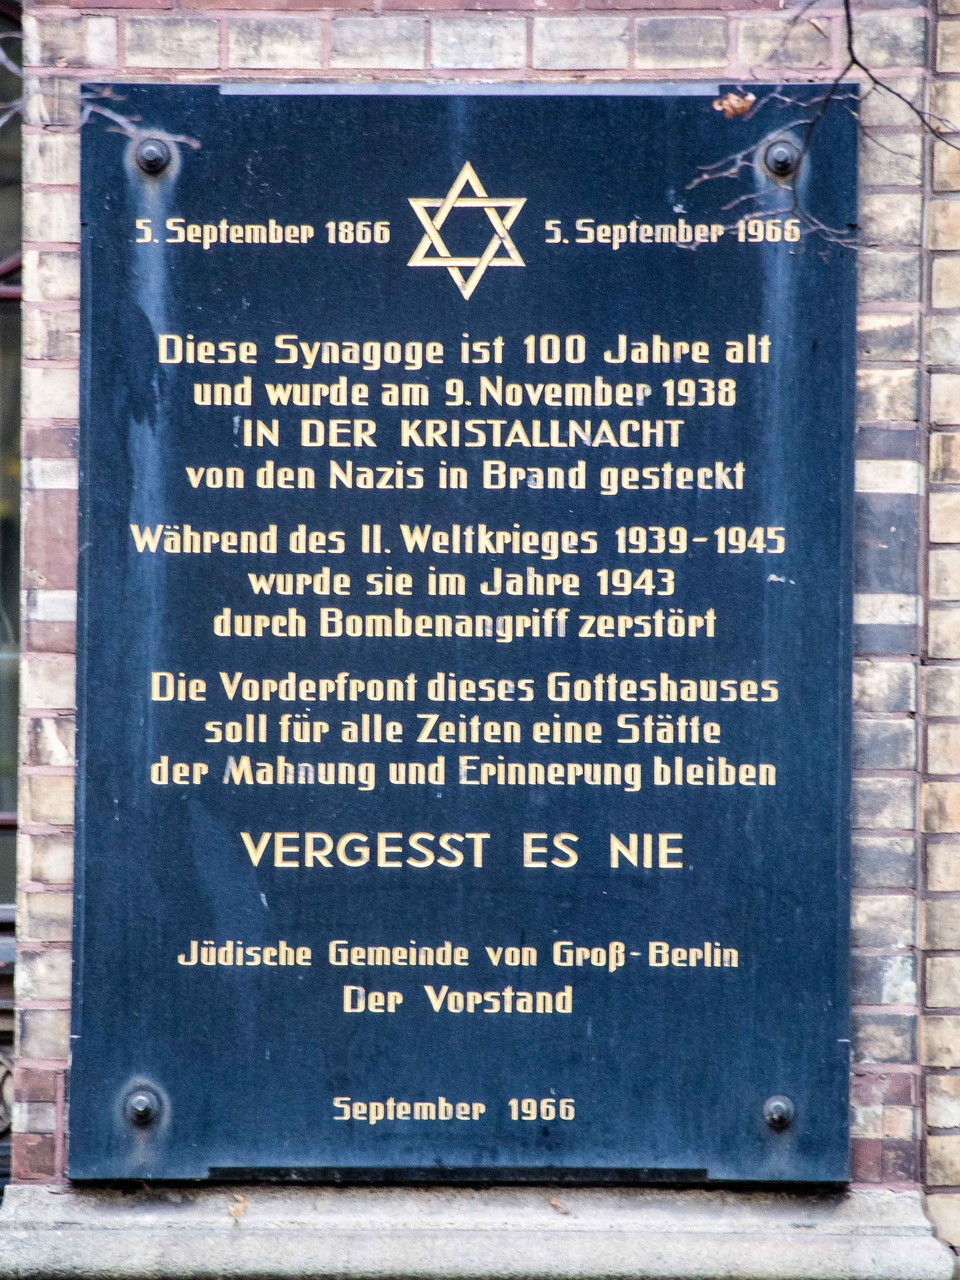 5. September 1866 5. September 1966
Diese Synagoge ist 100 Jahre alt
und wurde am 9. November 1938
IN DER KRISTALLNACHT
von den Nazis in Brand gesteckt
Während des II. Weltkrieges 1939-1945
wurde sie im Jahre 1943
durch Bombenangriff zerstört
Die Vorderfront dieses Gotteshauses
soll für alle Zeiten eine Stätte
der Mahnung und Erinnerung bleiben
VERGESST ES NIE
Jüdische Gemeinde von Groß-Berlin
Der Vorstand
September 1966